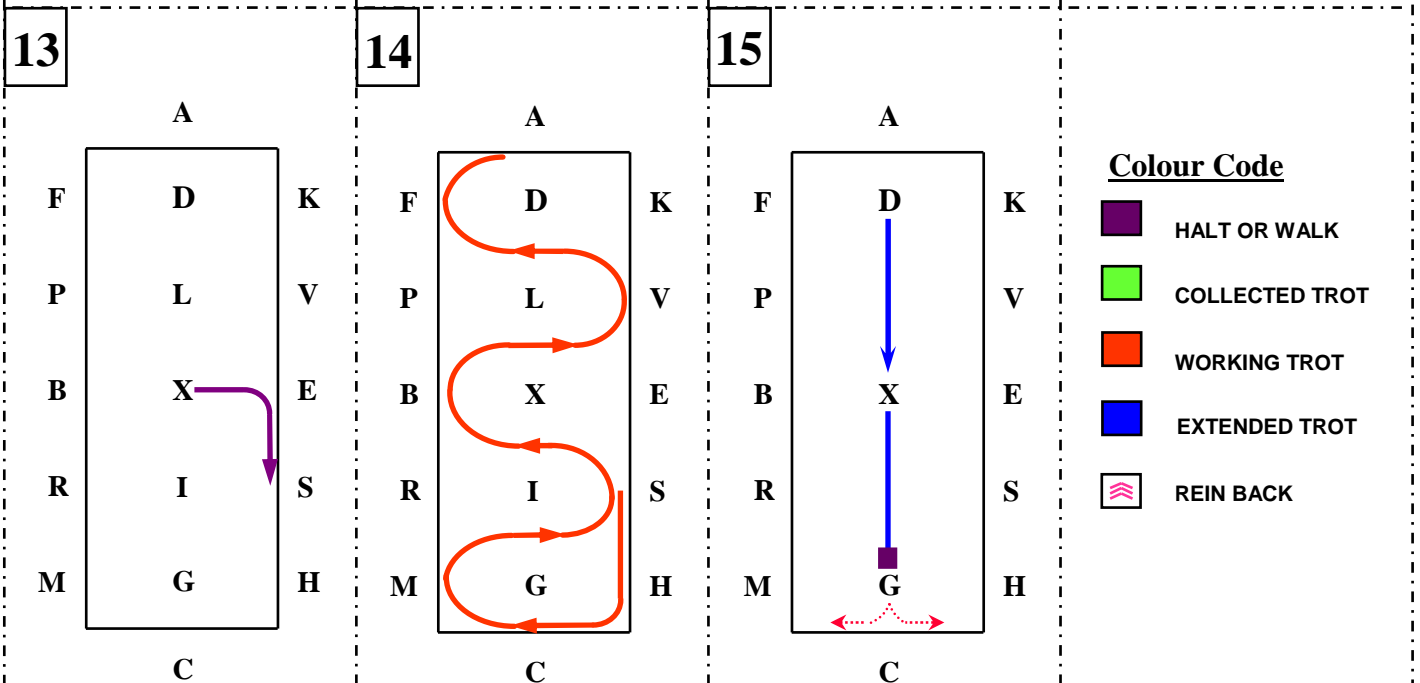 13
A
F D K
P L V
B X E
R I S
M G H
C
14
A
F D K
P L V
B X E
R I S
M G H
C
15
A
F D K
P V
B X E
R S
M G H
C
Colour Code
HALT OR WALK
COLLECTED TROT
WORKING TROT
EXTENDED TROT
REIN BACK